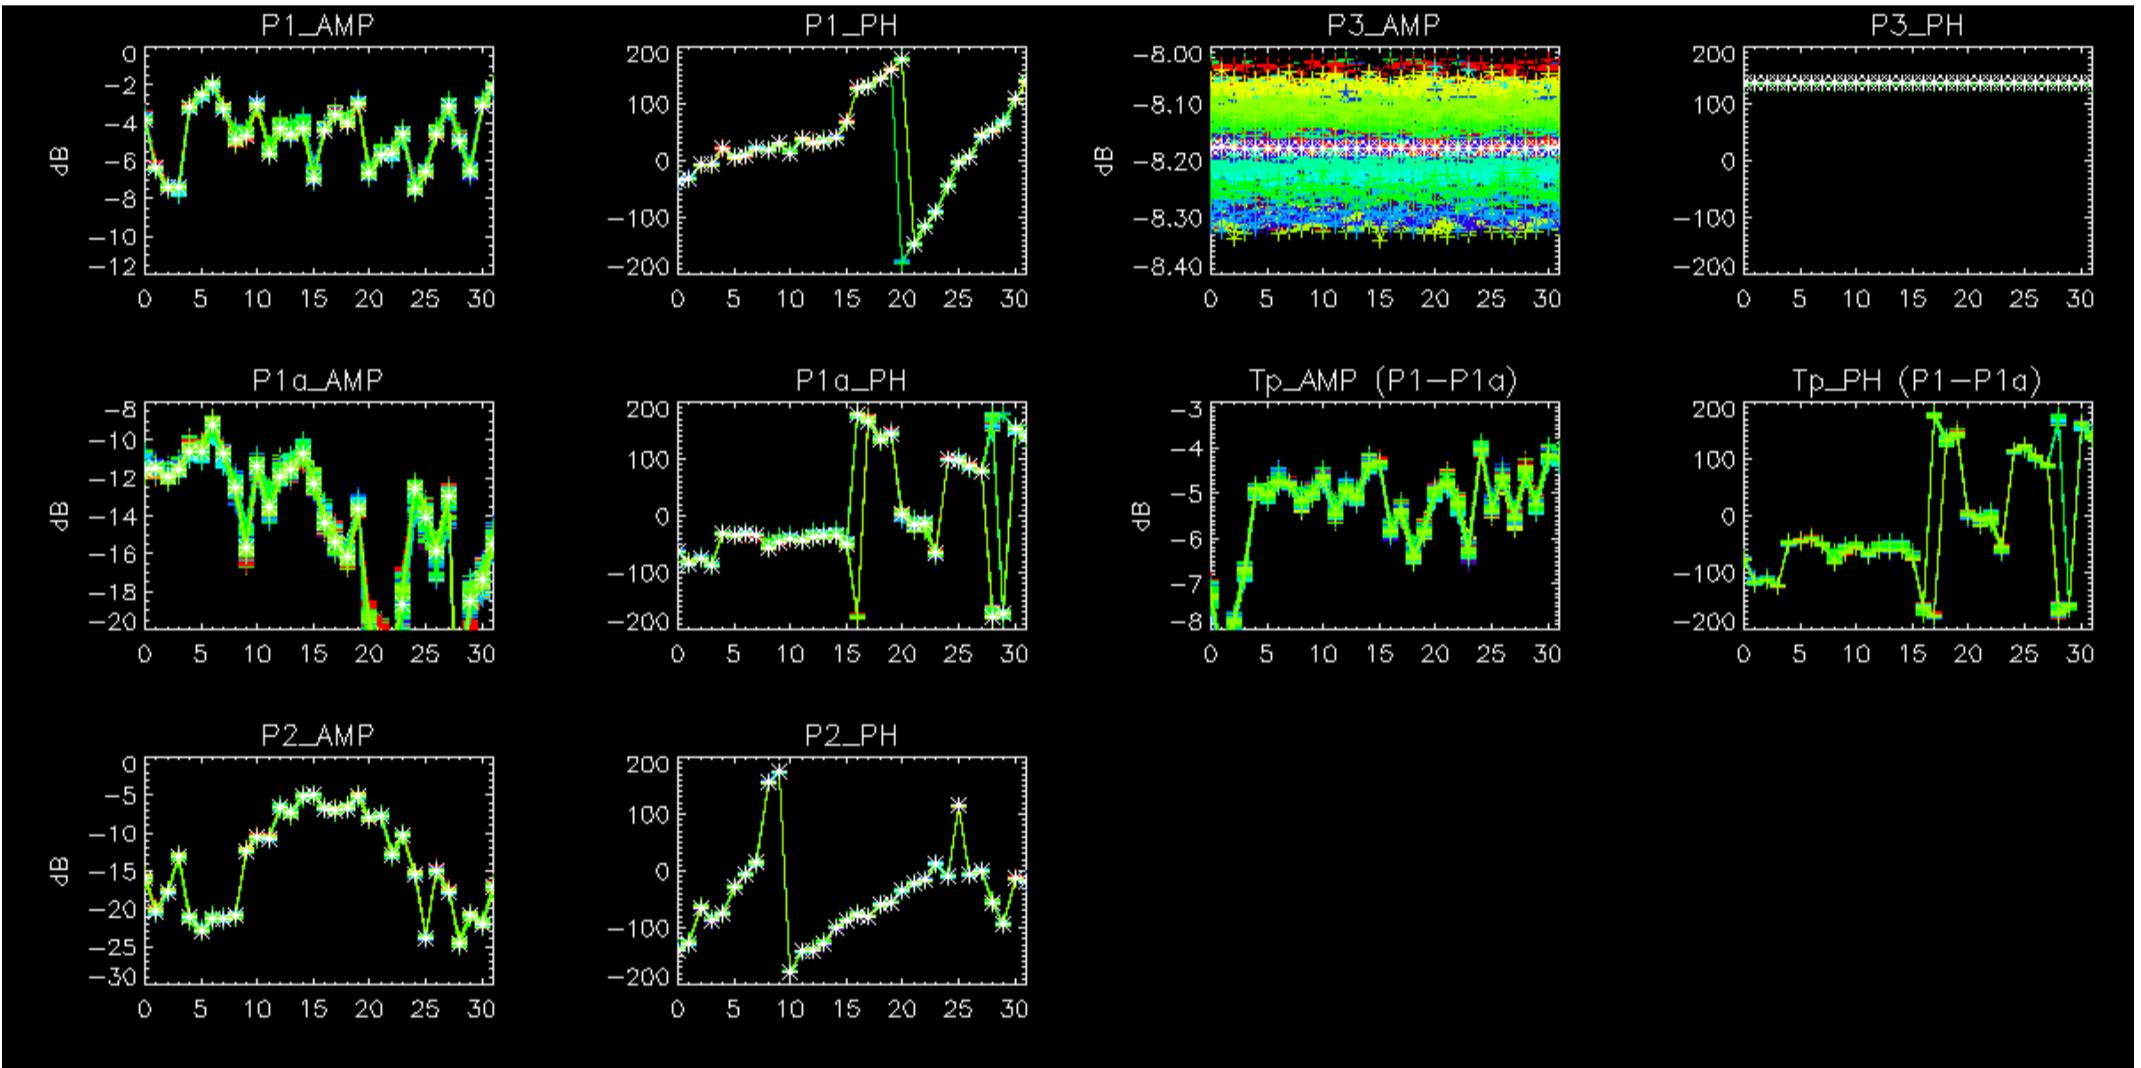 P1_AMP P1_PH P3_AMP P3_PH
0 200 -8.00 200
-2
-4 100 -8.10 100
dB -6 0 dB -8.20 0
-8
-10 -100 -8.30 -100
-12 -200 -8.40 -200
0 5 10 15 20 25 30 0 5 10 15 20 25 30 0 5 10 15 20 25 30 0 5 10 15 20 25 30
P1a_AMP P1a_PH Tp_AMP (P1-P1a) Tp_PH (P1-P1a)
-8 200 -3 200
-10
-12 100 -4 100
dB -14 0 dB -5 0
-16 -6
-18 -100 -7 -100
-20 -200 -8 -200
0 5 10 15 20 25 30 0 5 10 15 20 25 30 0 5 10 15 20 25 30 0 5 10 15 20 25 30
P2_AMP P2_PH
0 200
-5
-10 100
dB -15 0
-20
-25 -100
-30 -200
0 5 10 15 20 25 30 0 5 10 15 20 25 30